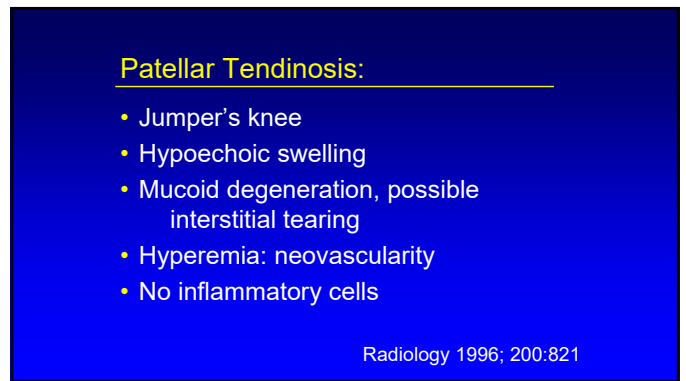 Patellar Tendinosis:
• Jumper’s knee
• Hypoechoic swelling
• Mucoid degeneration, possible
interstitial tearing
• Hyperemia: neovascularity
• No inflammatory cells
Radiology 1996; 200:821